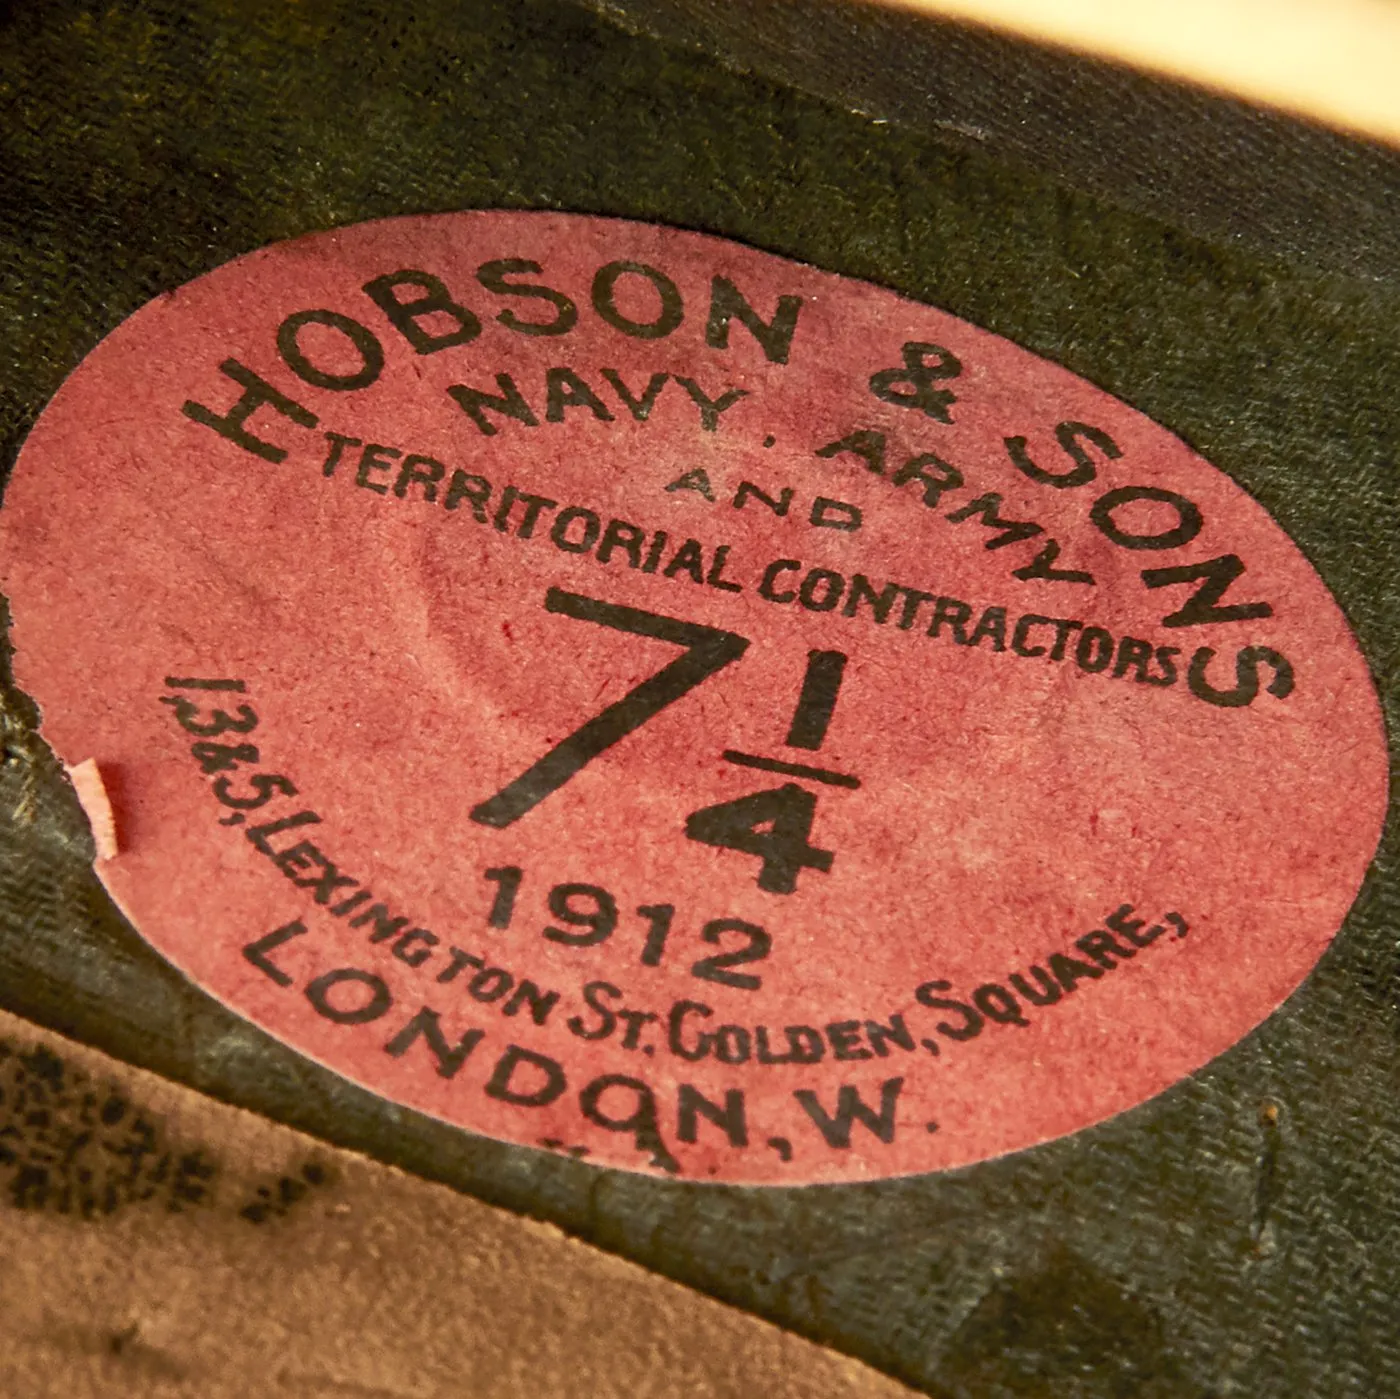 HOBSON & SONS
NAVY. ARMY
AND
TERRITORIAL CONTRACTORS
7 1/4
1912
1,3&5, LEXINGTON ST. GOLDEN, SQUARE,
LONDON, W.